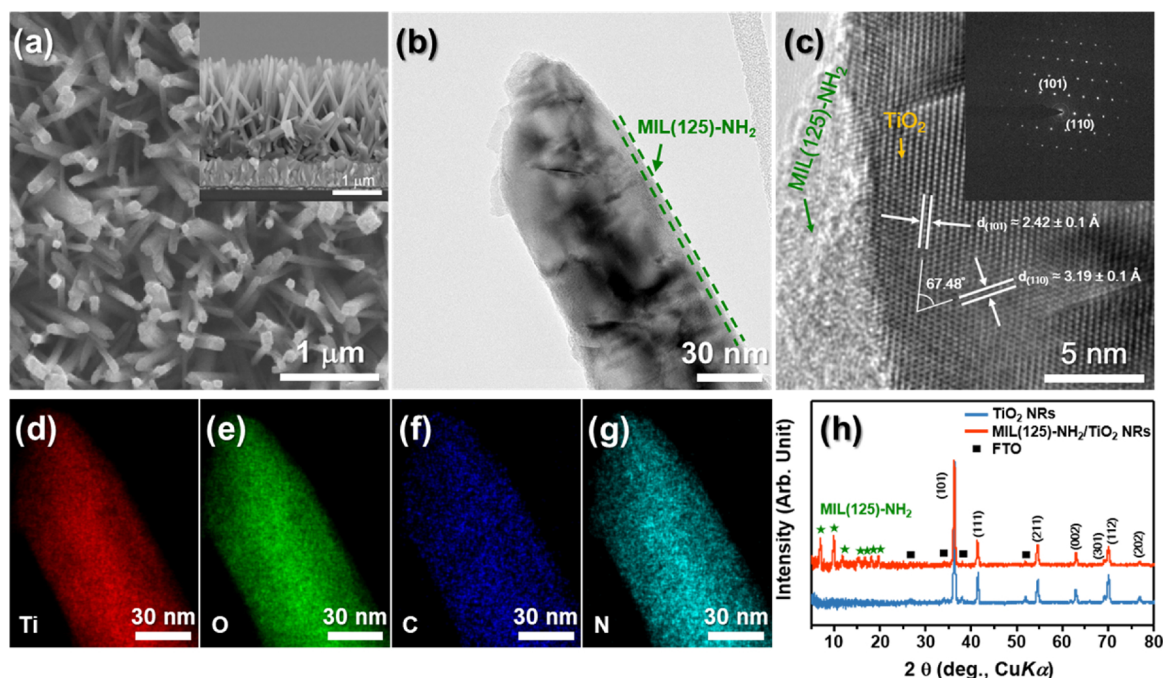 (a)
1 μm
1 μm
(b)
MIL(125)-NH2
30 nm
(c)
MIL(125)-NH2
TiO2
(101)
(110)
d(101) ≈ 2.42 ± 0.1 Å
67.48°
d(110) ≈ 3.19 ± 0.1 Å
5 nm
(d)
Ti
30 nm
(e)
O
30 nm
(f)
C
30 nm
(g)
N
30 nm
(h)
TiO2 NRs
MIL(125)-NH2/TiO2 NRs
FTO
MIL(125)-NH2
(101)
(111)
(211)
(002)
(301)
(112)
(202)
Intensity (Arb. Unit)
10 20 30 40 50 60 70 80
2 θ (deg., CuKα)